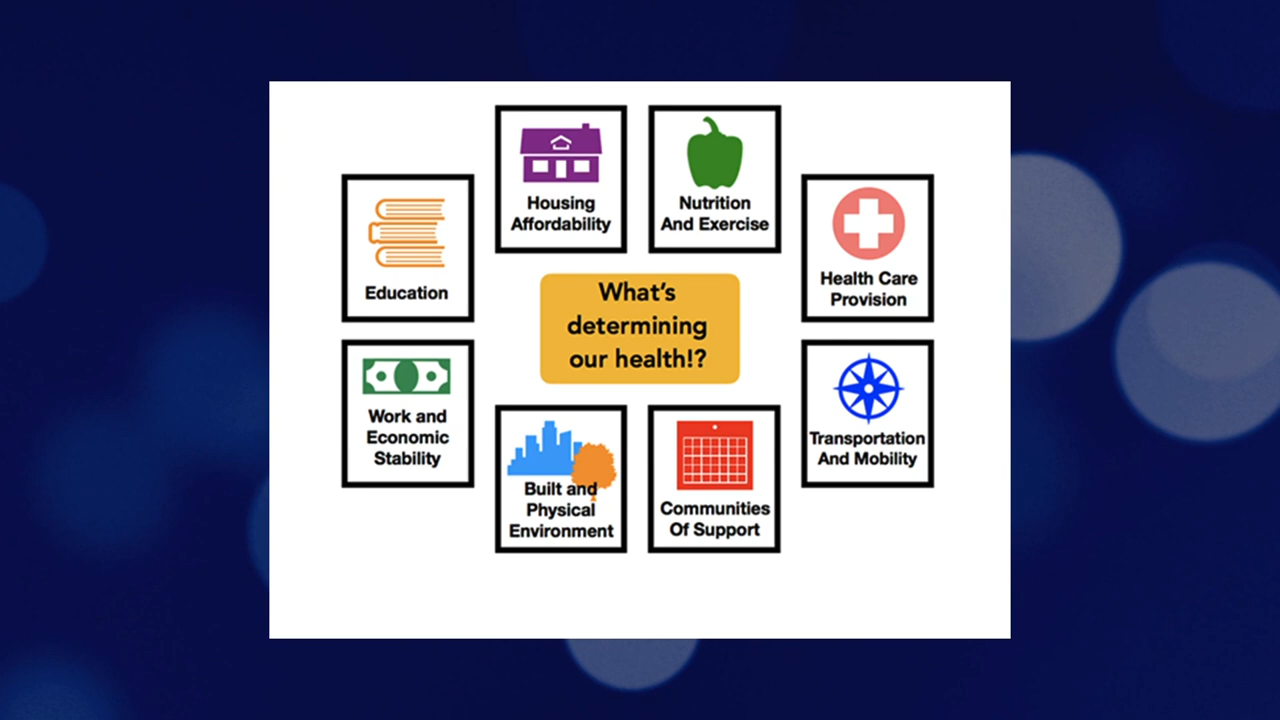 Housing
Affordability
Nutrition
And Exercise
Education
Health Care
Provision
What's
determining
our health!?
Work and
Economic
Stability
Transportation
And Mobility
Built and
Physical
Environment
Communities
Of Support